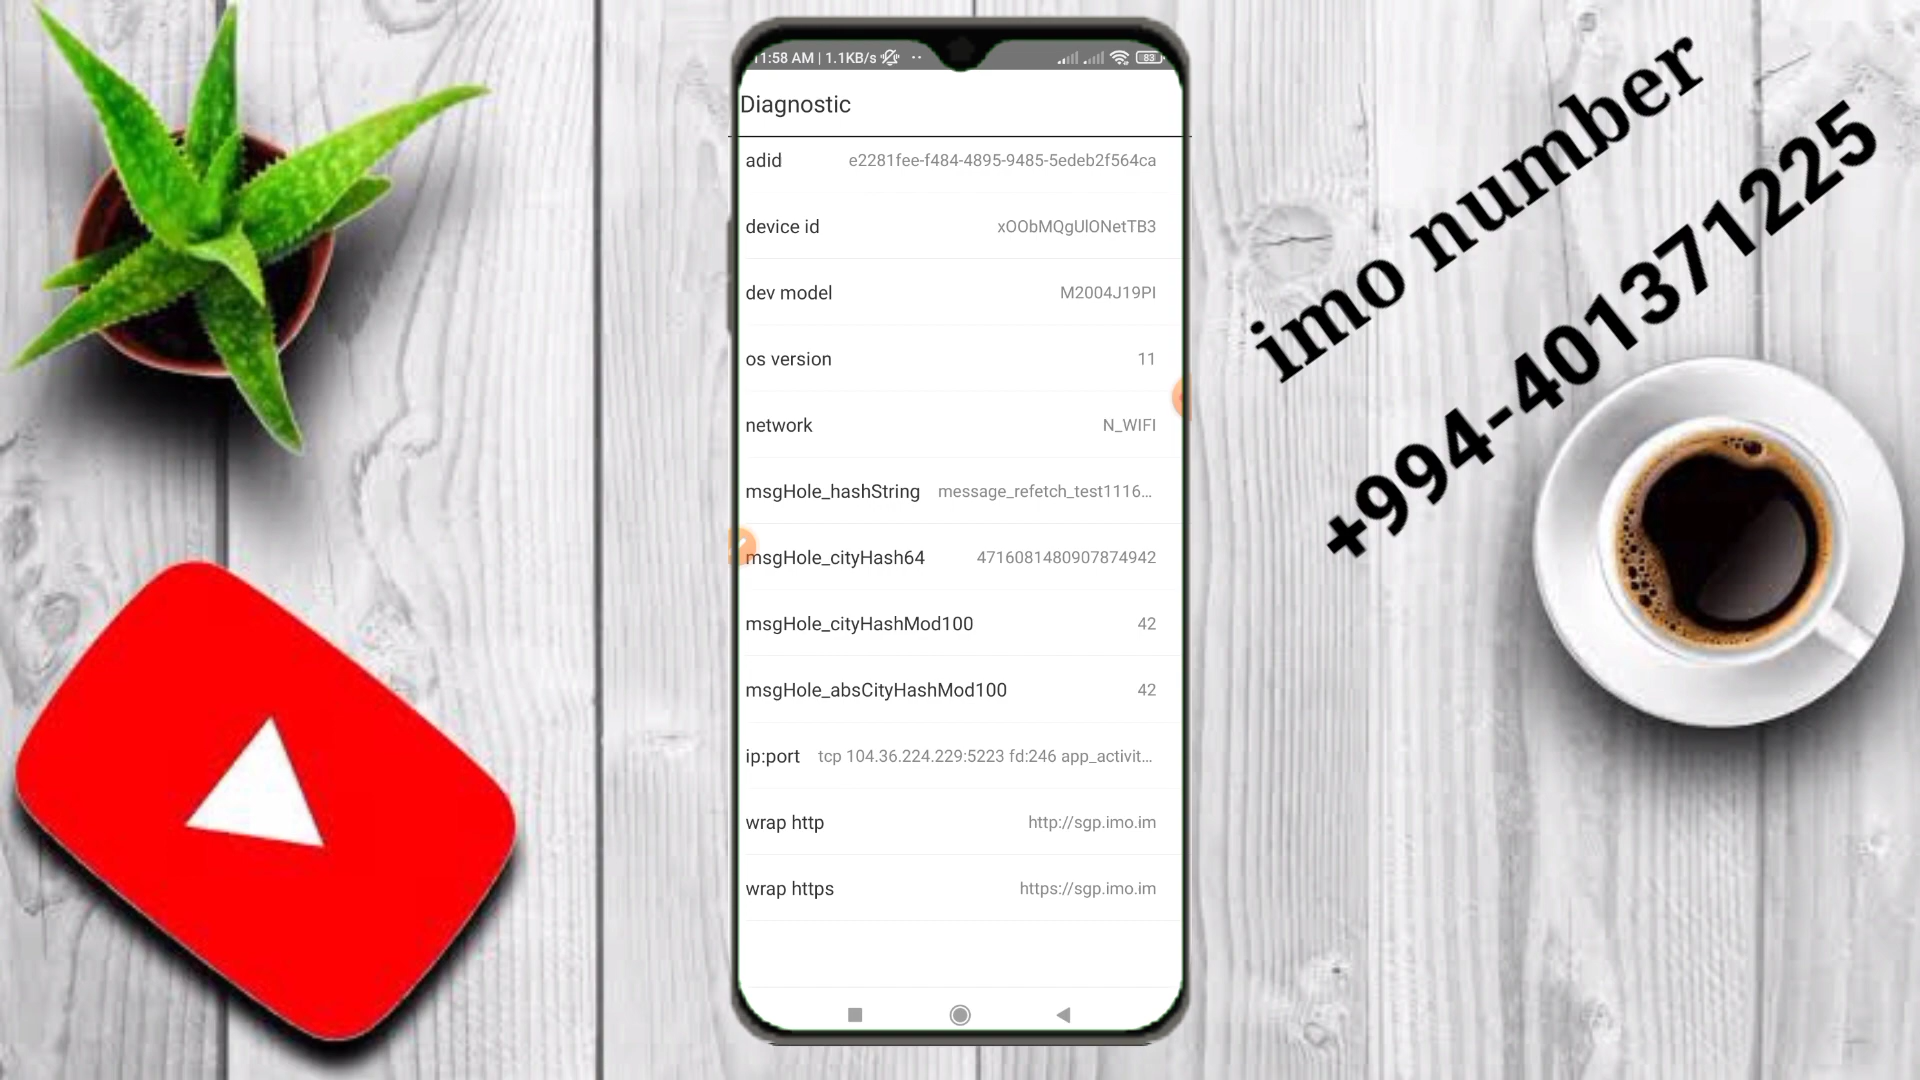 11:58 AM | 1.1KB/s
83
Diagnostic
adid e2281fee-f484-4895-9485-5edeb2f564ca
device id xOObMQgUlONetTB3
dev model M2004J19PI
os version 11
network N_WIFI
msgHole_hashString message_refetch_test1116...
msgHole_cityHash64 4716081480907874942
msgHole_cityHashMod100 42
msgHole_absCityHashMod100 42
ip:port tcp 104.36.224.229:5223 fd:246 app_activit...
wrap http http://sgp.imo.im
wrap https https://sgp.imo.im
imo number
+994-401371225